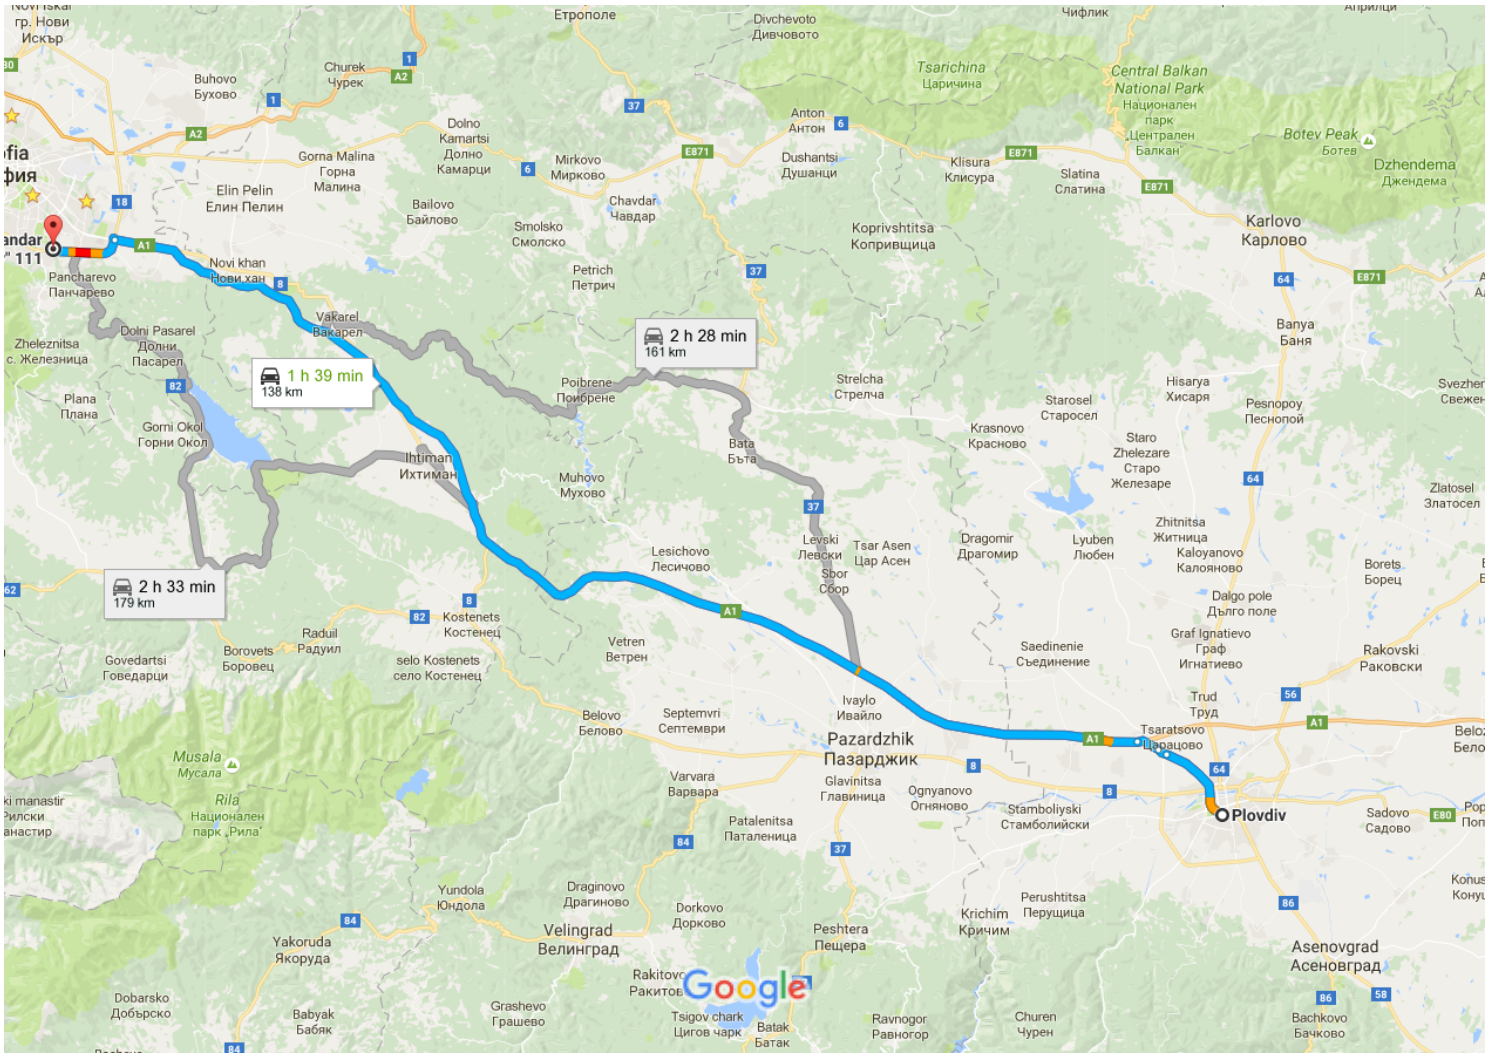 гр. Нови
Искър
Етрополе
Divchevoto
Дивчовото
Чифлик
Априлци
80
1
A2
Churek
Чурек
Buhovo
Бухово
1
37
Tsarichina
Царичина
Central Balkan
National Park
Национален
парк
Централен
Балкан
Botev Peak
Ботев
Dzhendema
Джендема
A2
Dolno
Kamartsi
Долно
Камарци
Anton
Антон
6
E871
Gorna Malina
Горна
Малина
6
Mirkovo
Мирково
Dushantsi
Душанци
Klisura
Клисура
E871
Slatina
Слатина
E871
18
Elin Pelin
Елин Пелин
Bailovo
Байлово
Chavdar
Чавдар
Smolsko
Смолско
Koprivshtitsa
Копривщица
Karlovo
Карлово
andar
111
A1
Pancharevo
Панчарево
Novi khan
Нови хан
8
Petrich
Петрич
37
64
E871
Vakarel
Вакарел
Dolni Pasarel
Долни
Пасарел
Zheleznitsa
с. Железница
2 h 28 min
161 km
Banya
Баня
1 h 39 min
138 km
82
Poibrene
Поибрене
Strelcha
Стрелча
Hisarya
Хисаря
Plana
Плана
Starosel
Старосел
Pesnopoy
Песнопой
Gorni Okol
Горни Окол
Bata
Бъта
Krasnovo
Красново
Staro
Zhelezare
Старо
Железаре
Ihtiman
Ихтиман
Muhovo
Мухово
64
Zlatosel
Златосел
37
Zhitnitsa
Житница
Levski
Левски
Tsar Asen
Цар Асен
Dragomir
Драгомир
Lyuben
Любен
Kaloyanovo
Калояново
Lesichovo
Лесичово
Sbor
Сбор
Borets
Борец
2 h 33 min
179 km
62
82
8
Kostenets
Костенец
A1
Dalgo pole
Дълго поле
Raduil
Радуил
Vetren
Ветрен
Saedinenie
Съединение
Graf Ignatievo
Граф
Игнатиево
Rakovski
Раковски
Borovets
Боровец
Govedartsi
Говедарци
selo Kostenets
село Костенец
Trud
Труд
56
Ivaylo
Ивайло
Belovo
Белово
Septemvri
Септември
A1
Tsaratsovo
Царацово
A1
Pazardzhik
Пазарджик
Musala
Мусала
8
64
Varvara
Варвара
Glavinitsa
Главиница
Ognyanovo
Огняново
8
Stamboliyski
Стамболийски
Plovdiv
Sadovo
Садово
E80
Rila
Национален
парк "Рила"
ki manastir
Patalenitsa
Паталеница
84
37
Yundola
Юндола
Draginovo
Драгиново
Dorkovo
Дорково
Perushtitsa
Перущица
86
84
Velingrad
Велинград
Peshtera
Пещера
Krichim
Кричим
Yakoruda
Якоруда
Asenovgrad
Асеновград
Rakitovo
Google
Dobarsko
Добърско
Grashevo
Грашево
Babyak
Бабяк
Tsigov chark
Цигов чарк
Batak
Батак
Ravnogor
Равногор
Churen
Чурен
86
58
Bachkovo
Бачково
84